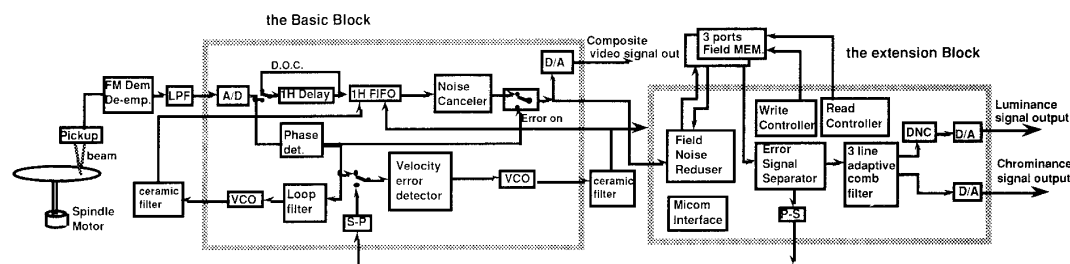 the Basic Block
Composite
video signal out
3 ports
Field MEM.
the extension Block
D.O.C.
D/A
FM Dem
De-emp.
LPF
A/D
1H Delay
1H FIFO
Noise
Canceler
Error on
Write
Controller
Read
Controller
Luminance
signal output
Pickup
beam
Phase
det.
Field
Noise
Reduser
Error
Signal
Separator
3 line
adaptive
comb
filter
DNC
D/A
Chrominance
signal output
D/A
Spindle
Motor
ceramic
filter
VCO
Loop
filter
Velocity
error
detector
VCO
ceramic
filter
S-P
Micom
Interface
P-S